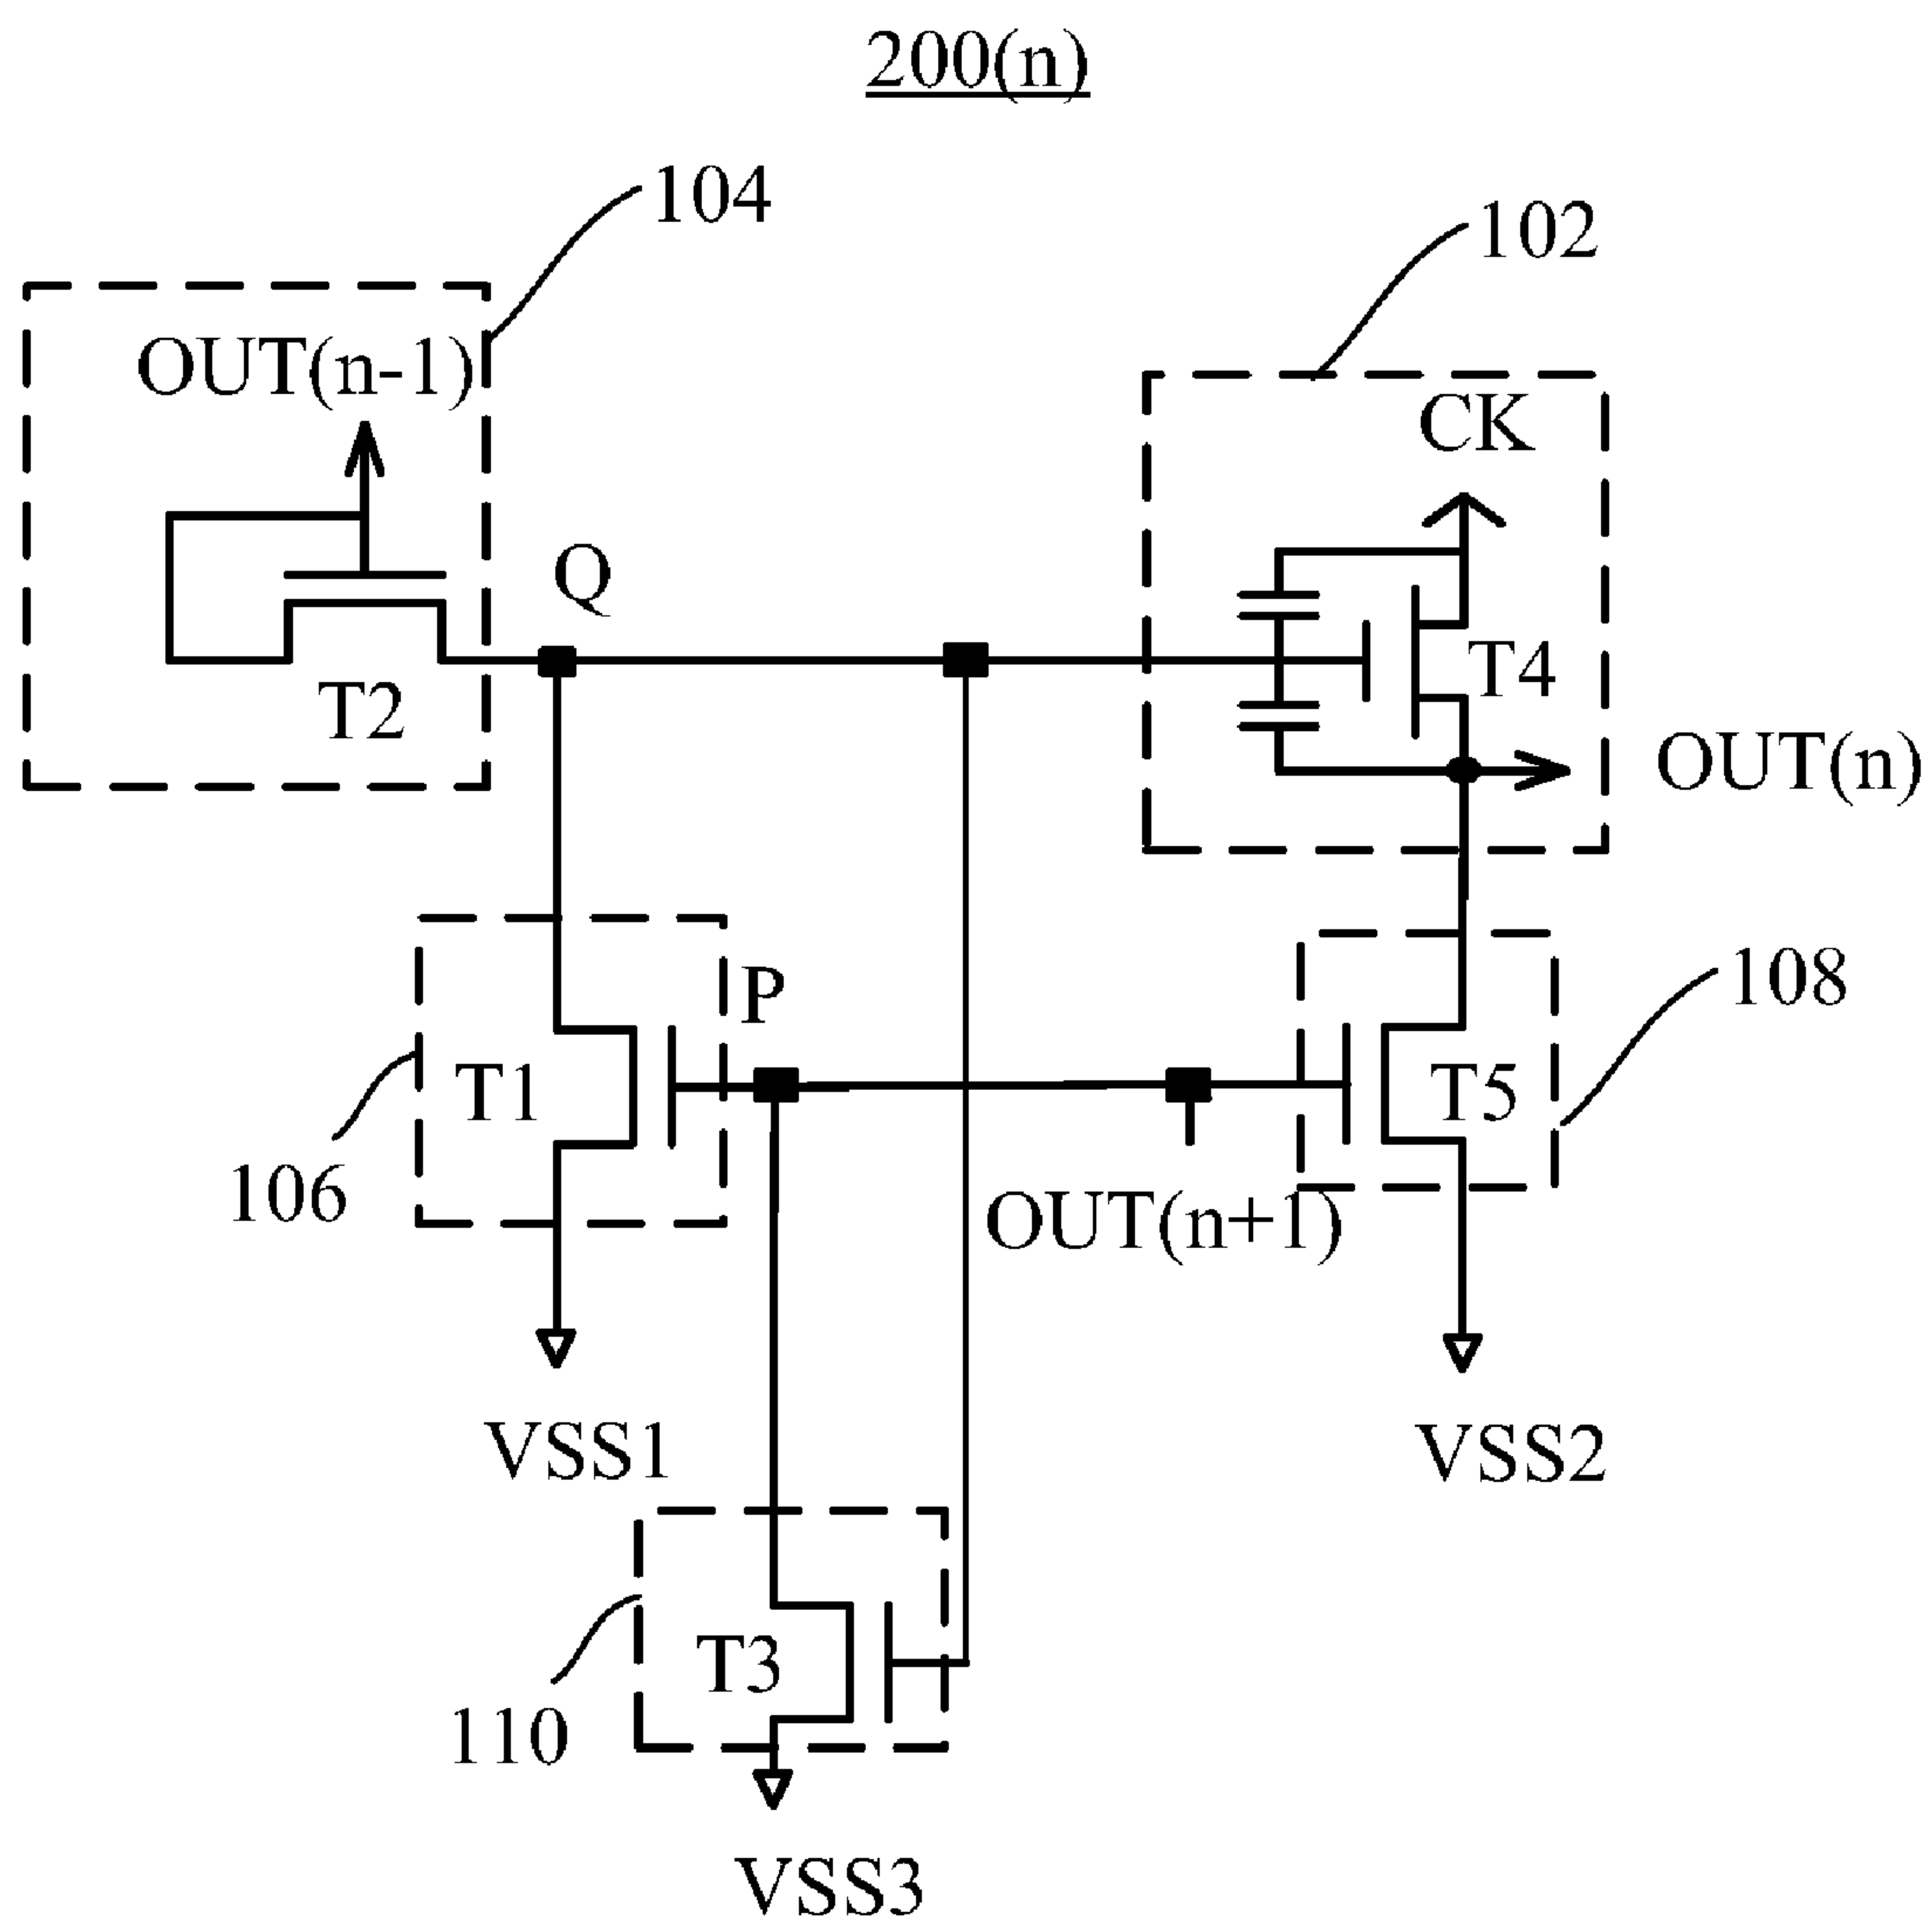 200(n)
104
102
OUT(n-1)
CK
Q
T4
T2
OUT(n)
P
108
T1
T5
106
OUT(n+1)
VSS1
VSS2
T3
110
VSS3